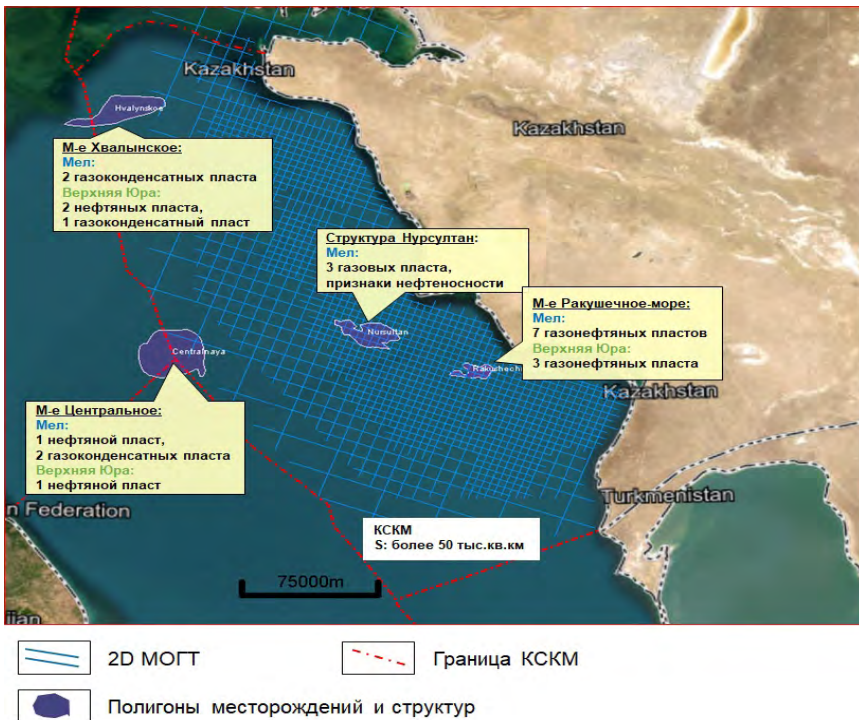 Kazakhstan
Hvalynskoe
Kazakhstan
М-е Хвалынское:
Мел:
2 газоконденсатных пласта
Верхняя Юра:
2 нефтяных пласта,
1 газоконденсатный пласт
Структура Нурсултан:
Мел:
3 газовых пласта,
признаки нефтеносности
М-е Ракушечное-море:
Мел:
7 газонефтяных пластов
Верхняя Юра:
3 газонефтяных пласта
Nursultan
Centralnaya
Rakushech
Kazakhstan
М-е Центральное:
Мел:
1 нефтяной пласт,
2 газоконденсатных пласта
Верхняя Юра:
1 нефтяной пласт
n Federation
Turkmenistan
КСКМ
S: более 50 тыс.кв.км
75000m
ijan
2D МОГТ
Граница КСКМ
Полигоны месторождений и структур